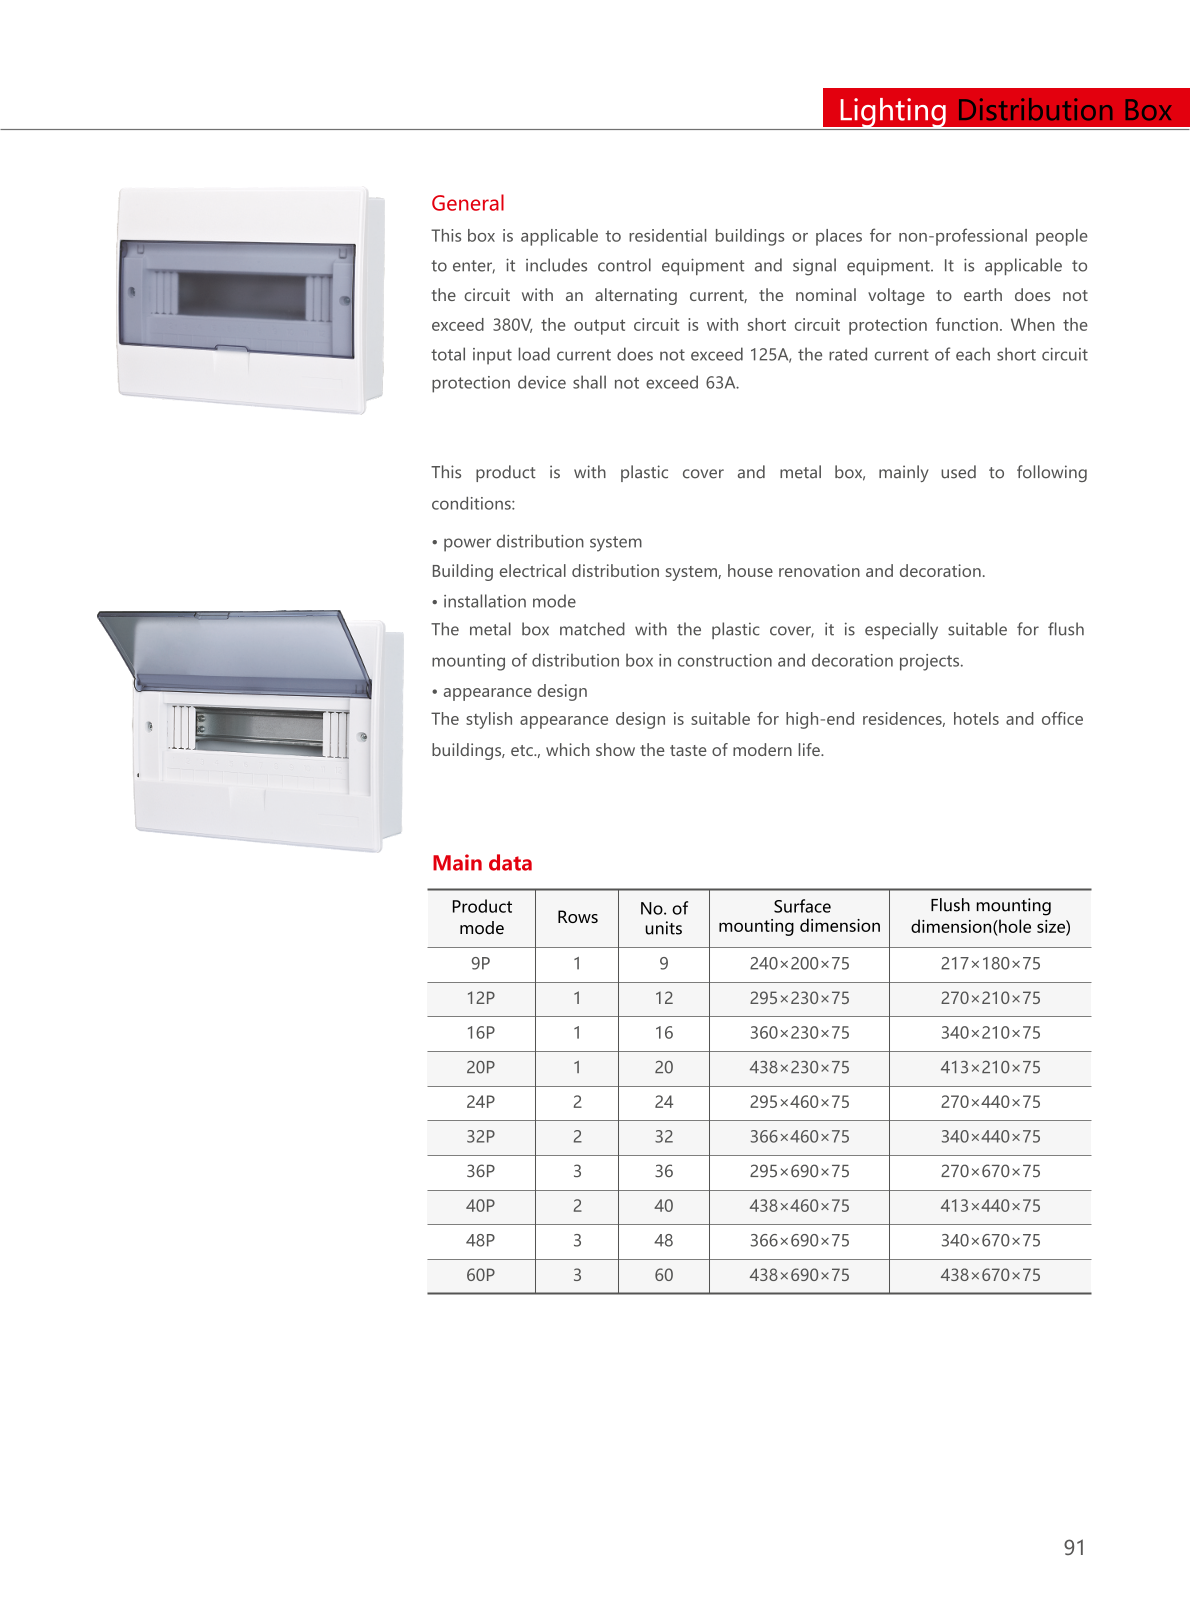 Lighting Distribution Box
General
This box is applicable to residential buildings or places for non-professional people
to enter, it includes control equipment and signal equipment. It is applicable to
the circuit with an alternating current, the nominal voltage to earth does not
exceed 380V, the output circuit is with short circuit protection function. When the
total input load current does not exceed 125A, the rated current of each short circuit
protection device shall not exceed 63A.
This product is with plastic cover and metal box, mainly used to following
conditions:
• power distribution system
Building electrical distribution system, house renovation and decoration.
• installation mode
The metal box matched with the plastic cover, it is especially suitable for flush
mounting of distribution box in construction and decoration projects.
• appearance design
The stylish appearance design is suitable for high-end residences, hotels and office
buildings, etc., which show the taste of modern life.
Main data
Product mode Rows No. of units Surface mounting dimension Flush mounting dimension(hole size)
9P 1 9 240×200×75 217×180×75
12P 1 12 295×230×75 270×210×75
16P 1 16 360×230×75 340×210×75
20P 1 20 438×230×75 413×210×75
24P 2 24 295×460×75 270×440×75
32P 2 32 366×460×75 340×440×75
36P 3 36 295×690×75 270×670×75
40P 2 40 438×460×75 413×440×75
48P 3 48 366×690×75 340×670×75
60P 3 60 438×690×75 438×670×75
91